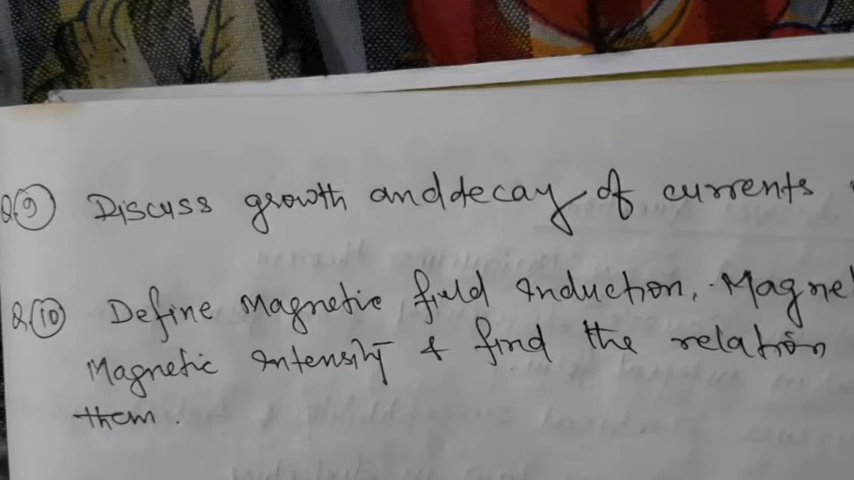 Q.9 Discuss growth and decay of currents
Q.10 Define Magnetic field Induction, Magne
Magnetic Intensity & find the relation
them.